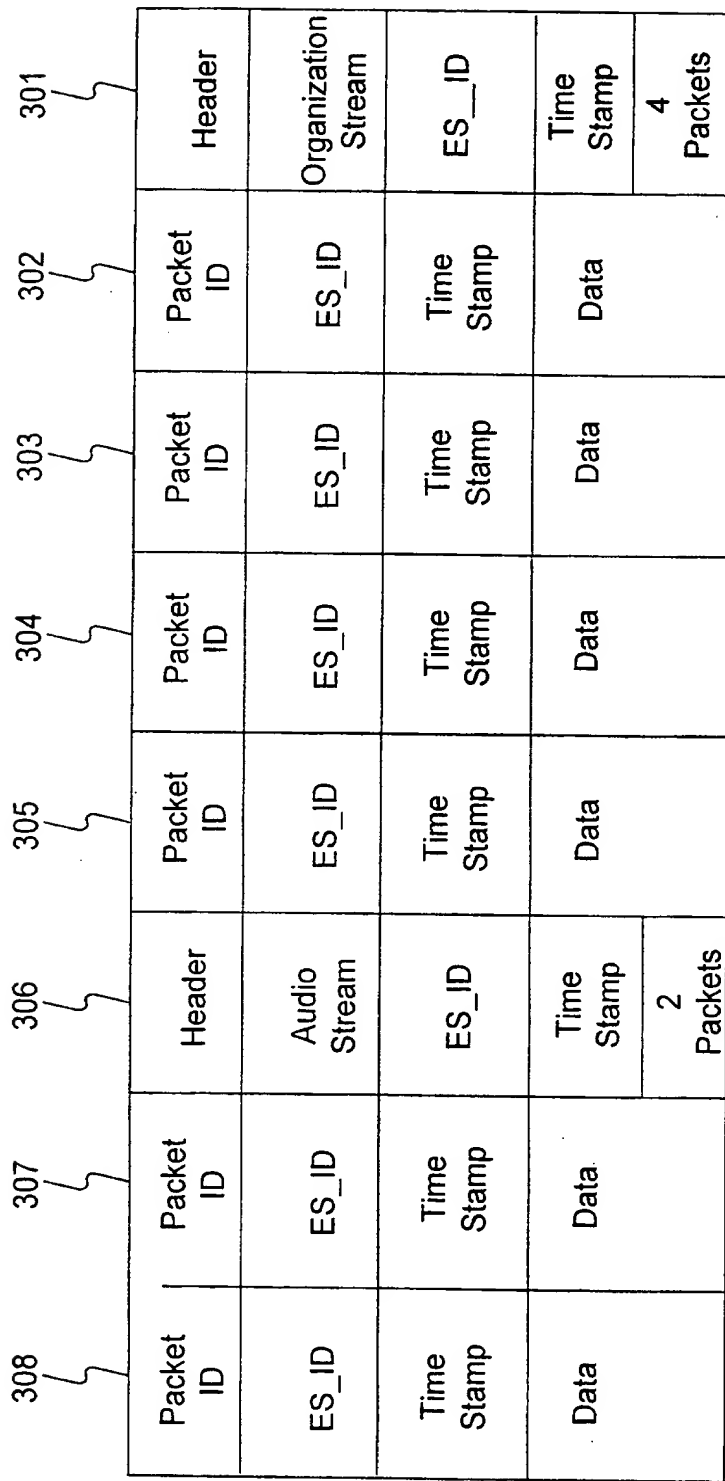 308
307
306
305
304
303
302
301
Packet
ID
Packet
ID
Header
Packet
ID
Packet
ID
Packet
ID
Packet
ID
Header
ES_ID
ES_ID
Audio
Stream
ES_ID
ES_ID
ES_ID
ES_ID
Organization
Stream
Time
Stamp
Time
Stamp
ES_ID
Time
Stamp
Time
Stamp
Time
Stamp
Time
Stamp
ES_ID
Data
Data
Time
Stamp
Data
Data
Data
Data
Time
Stamp
2
Packets
4
Packets